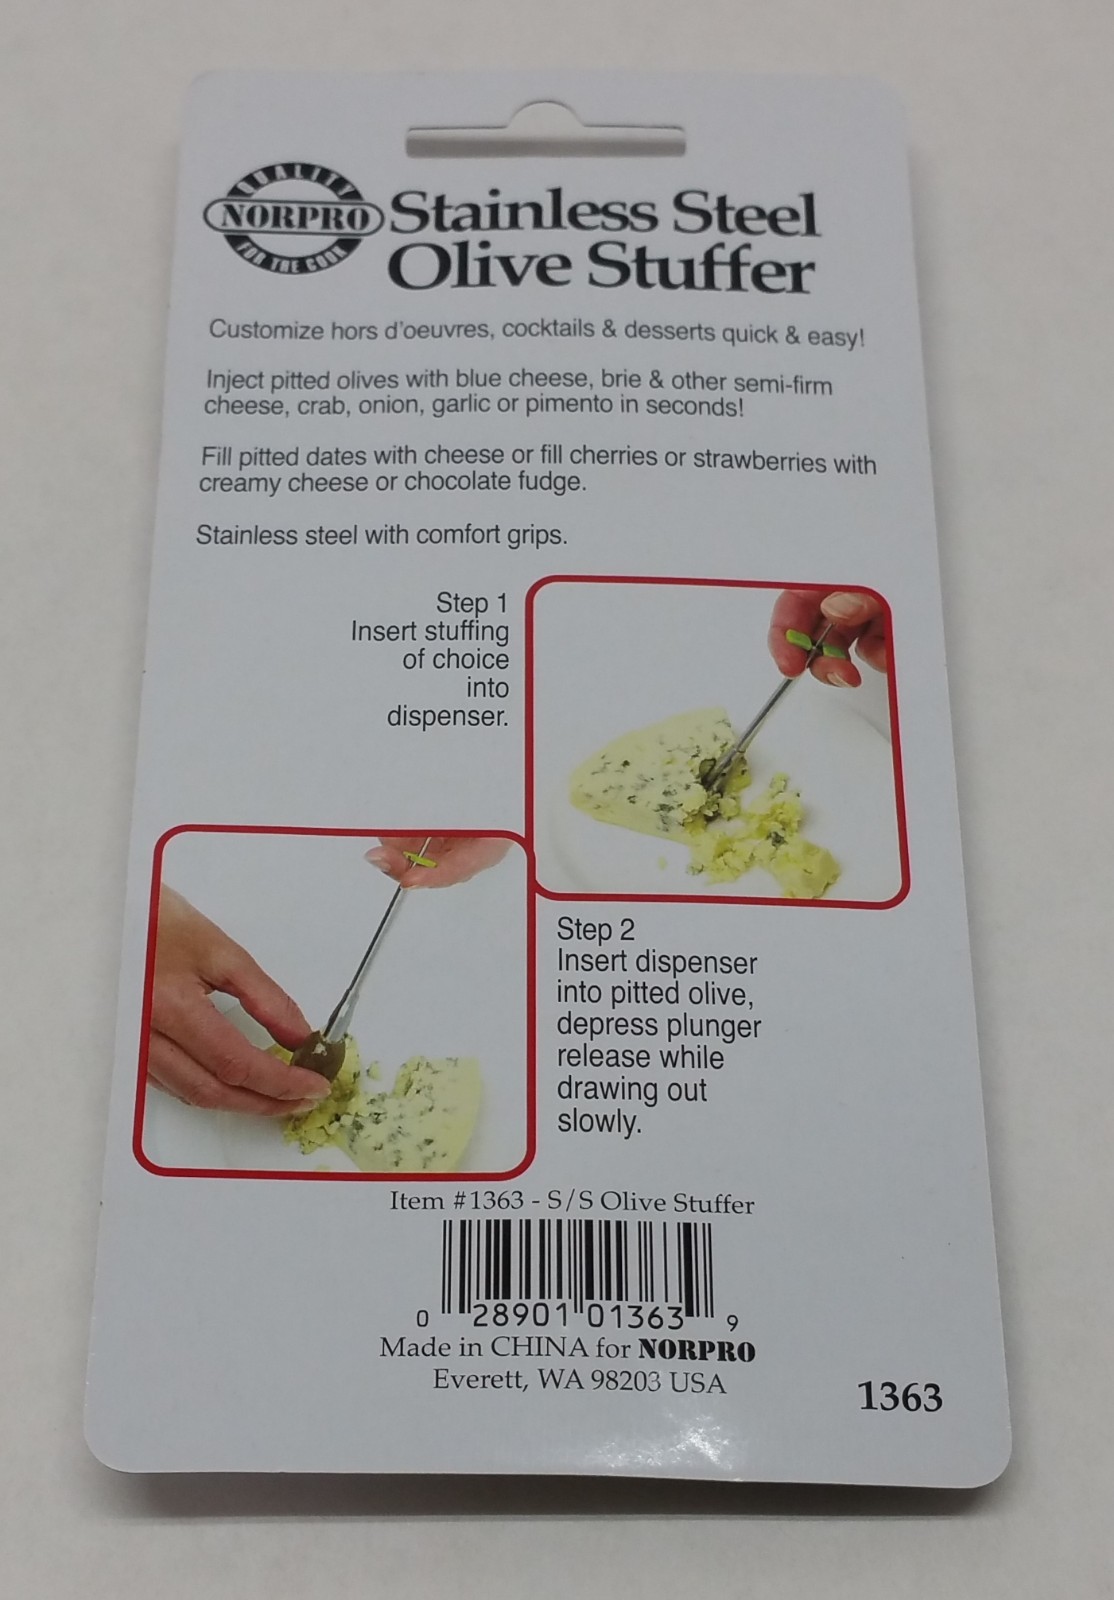 QUALITY
NORPRO
FOR THE COOK
Stainless Steel
Olive Stuffer
Customize hors d'oeuvres, cocktails & desserts quick & easy!
Inject pitted olives with blue cheese, brie & other semi-firm
cheese, crab, onion, garlic or pimento in seconds!
Fill pitted dates with cheese or fill cherries or strawberries with
creamy cheese or chocolate fudge.
Stainless steel with comfort grips.
Step 1
Insert stuffing
of choice
into
dispenser.
Step 2
Insert dispenser
into pitted olive,
depress plunger
release while
drawing out
slowly.
Item #1363 - S/S Olive Stuffer
0 28901 01363 9
Made in CHINA for NORPRO
Everett, WA 98203 USA
1363